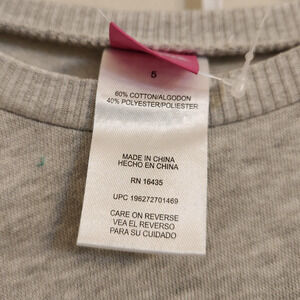 5
60% COTTON/ALGODON
40% POLYESTER/POLIESTER
MADE IN CHINA
HECHO EN CHINA
RN 16435
UPC 196272701469
CARE ON REVERSE
VEA EL REVERSO
PARA SU CUIDADO